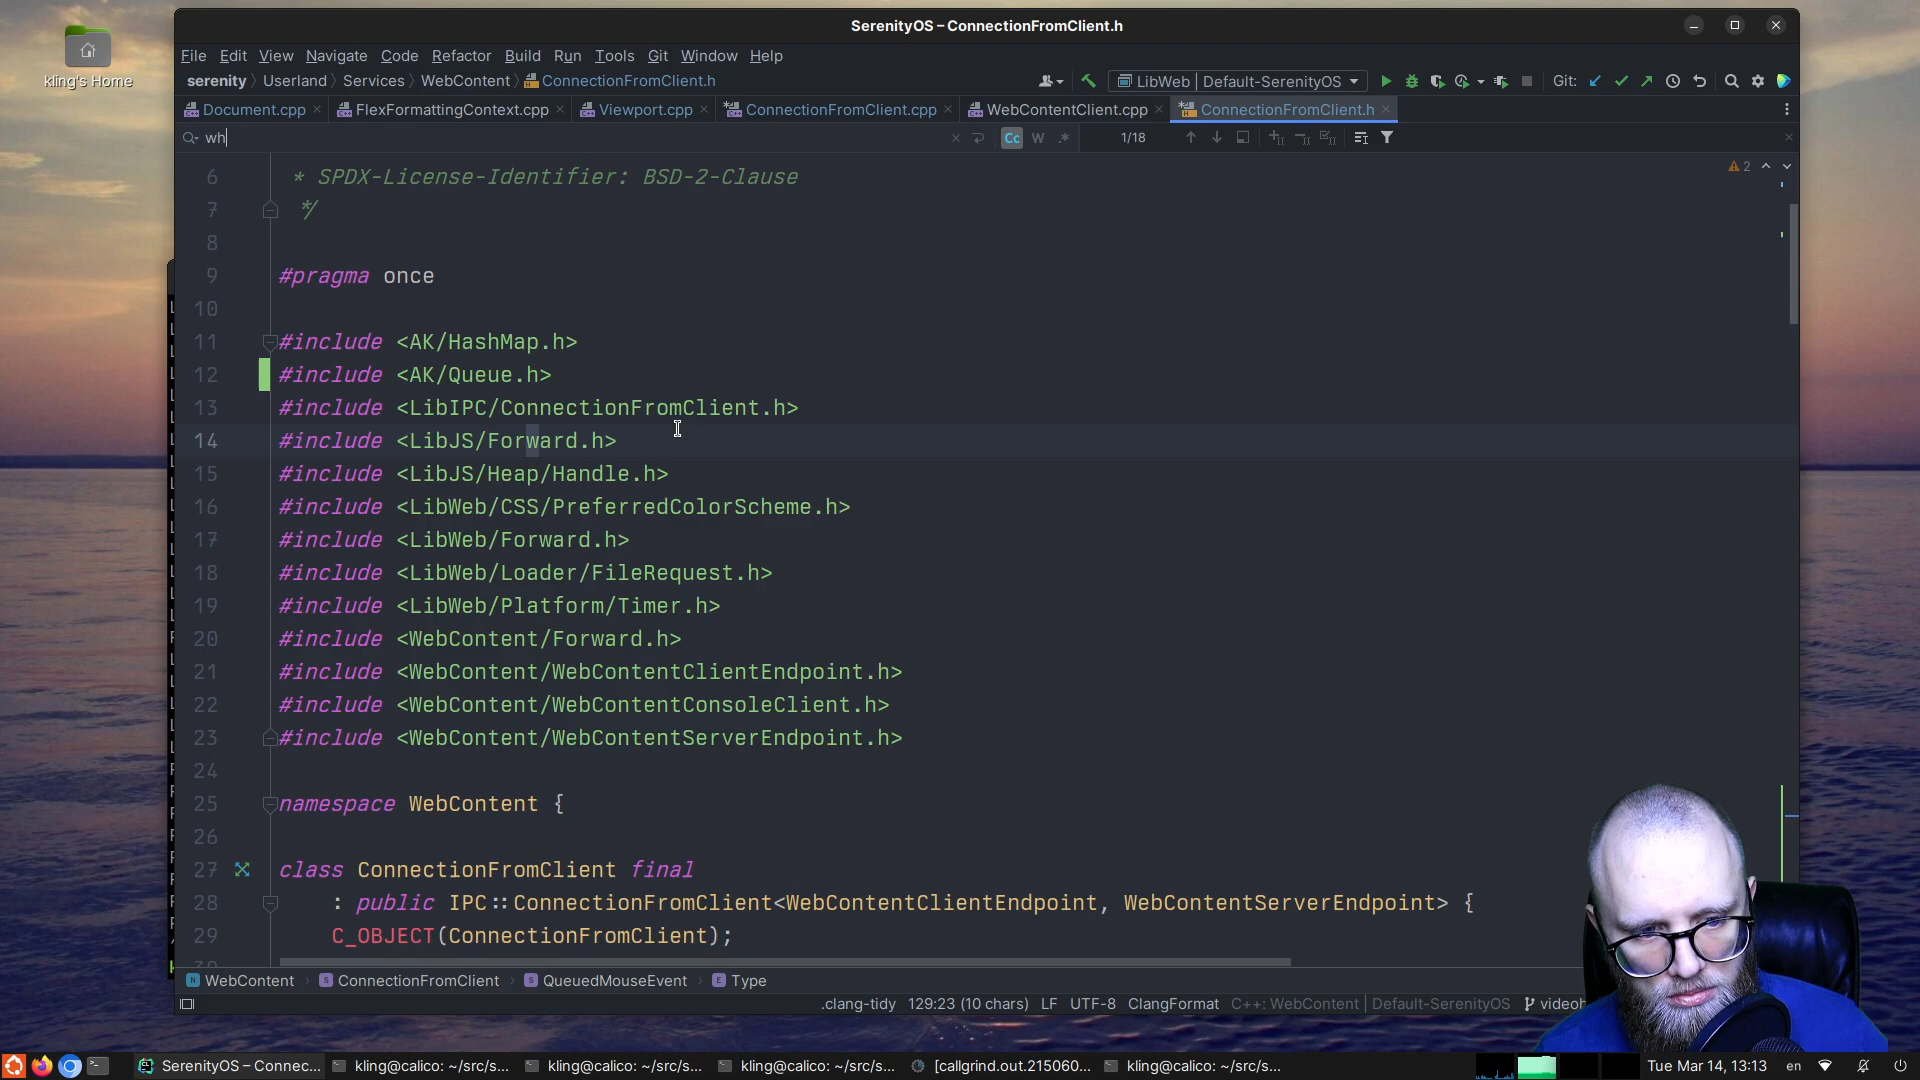 SerenityOS – ConnectionFromClient.h
kling's Home
File Edit View Navigate Code Refactor Build Run Tools Git Window Help
serenity Userland Services WebContent ConnectionFromClient.h LibWeb | Default-SerenityOS Git:
Document.cpp FlexFormattingContext.cpp Viewport.cpp ConnectionFromClient.cpp WebContentClient.cpp ConnectionFromClient.h
wh Cc W .* 1/18
6 * SPDX-License-Identifier: BSD-2-Clause 2
7 */
8
9 #pragma once
10
11 #include <AK/HashMap.h>
12 #include <AK/Queue.h>
13 #include <LibIPC/ConnectionFromClient.h>
14 #include <LibJS/Forward.h>
15 #include <LibJS/Heap/Handle.h>
16 #include <LibWeb/CSS/PreferredColorScheme.h>
17 #include <LibWeb/Forward.h>
18 #include <LibWeb/Loader/FileRequest.h>
19 #include <LibWeb/Platform/Timer.h>
20 #include <WebContent/Forward.h>
21 #include <WebContent/WebContentClientEndpoint.h>
22 #include <WebContent/WebContentConsoleClient.h>
23 #include <WebContent/WebContentServerEndpoint.h>
24
25 namespace WebContent {
26
27 class ConnectionFromClient final
28 : public IPC::ConnectionFromClient<WebContentClientEndpoint, WebContentServerEndpoint> {
29 C_OBJECT(ConnectionFromClient);
WebContent ConnectionFromClient QueuedMouseEvent Type
.clang-tidy 129:23 (10 chars) LF UTF-8 ClangFormat C++: WebContent | Default-SerenityOS
SerenityOS – Connec... kling@calico: ~/src/s... kling@calico: ~/src/s... kling@calico: ~/src/s... [callgrind.out.215060... kling@calico: ~/src/s... Tue Mar 14, 13:13 en